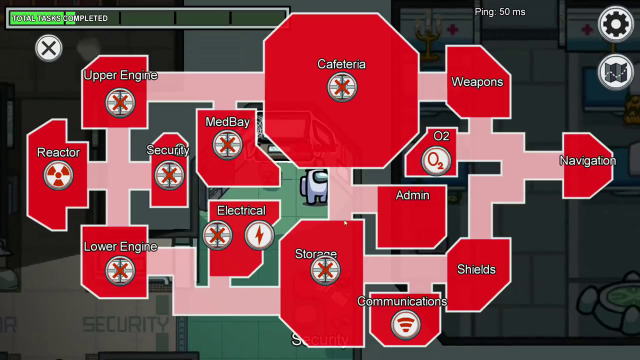 TOTAL TASKS COMPLETED
Ping: 50 ms
Cafeteria
Upper Engine
Weapons
MedBay
O2
O2
Security
Reactor
Navigation
Admin
Electrical
Lower Engine
Storage
Shields
Communications
SECURITY
Security